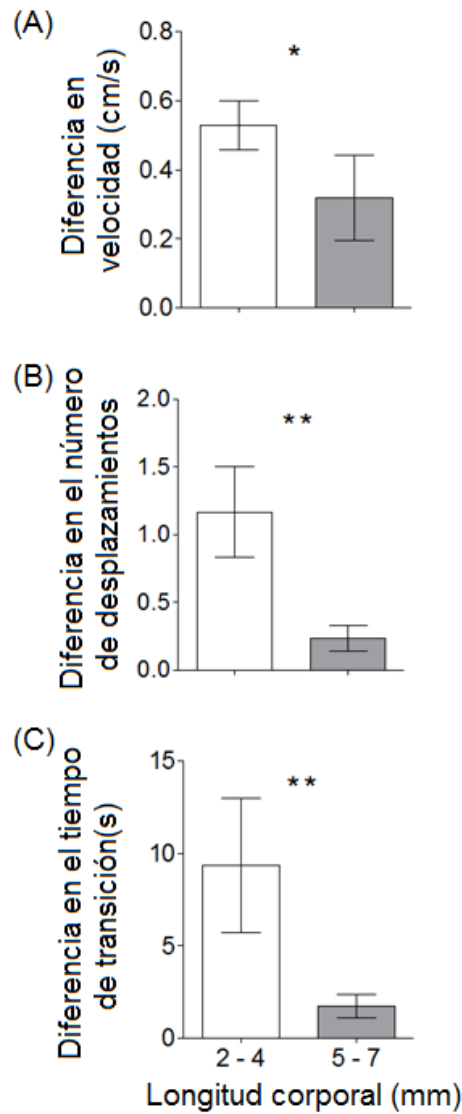 (A)
Diferencia en
velocidad (cm/s)
0.8
0.6
0.4
0.2
0.0
*
(B)
Diferencia en el número
de desplazamientos
2.0
1.5
1.0
0.5
0.0
**
(C)
Diferencia en el tiempo
de transición(s)
15
10
5
0
**
2 - 4 5 - 7
Longitud corporal (mm)